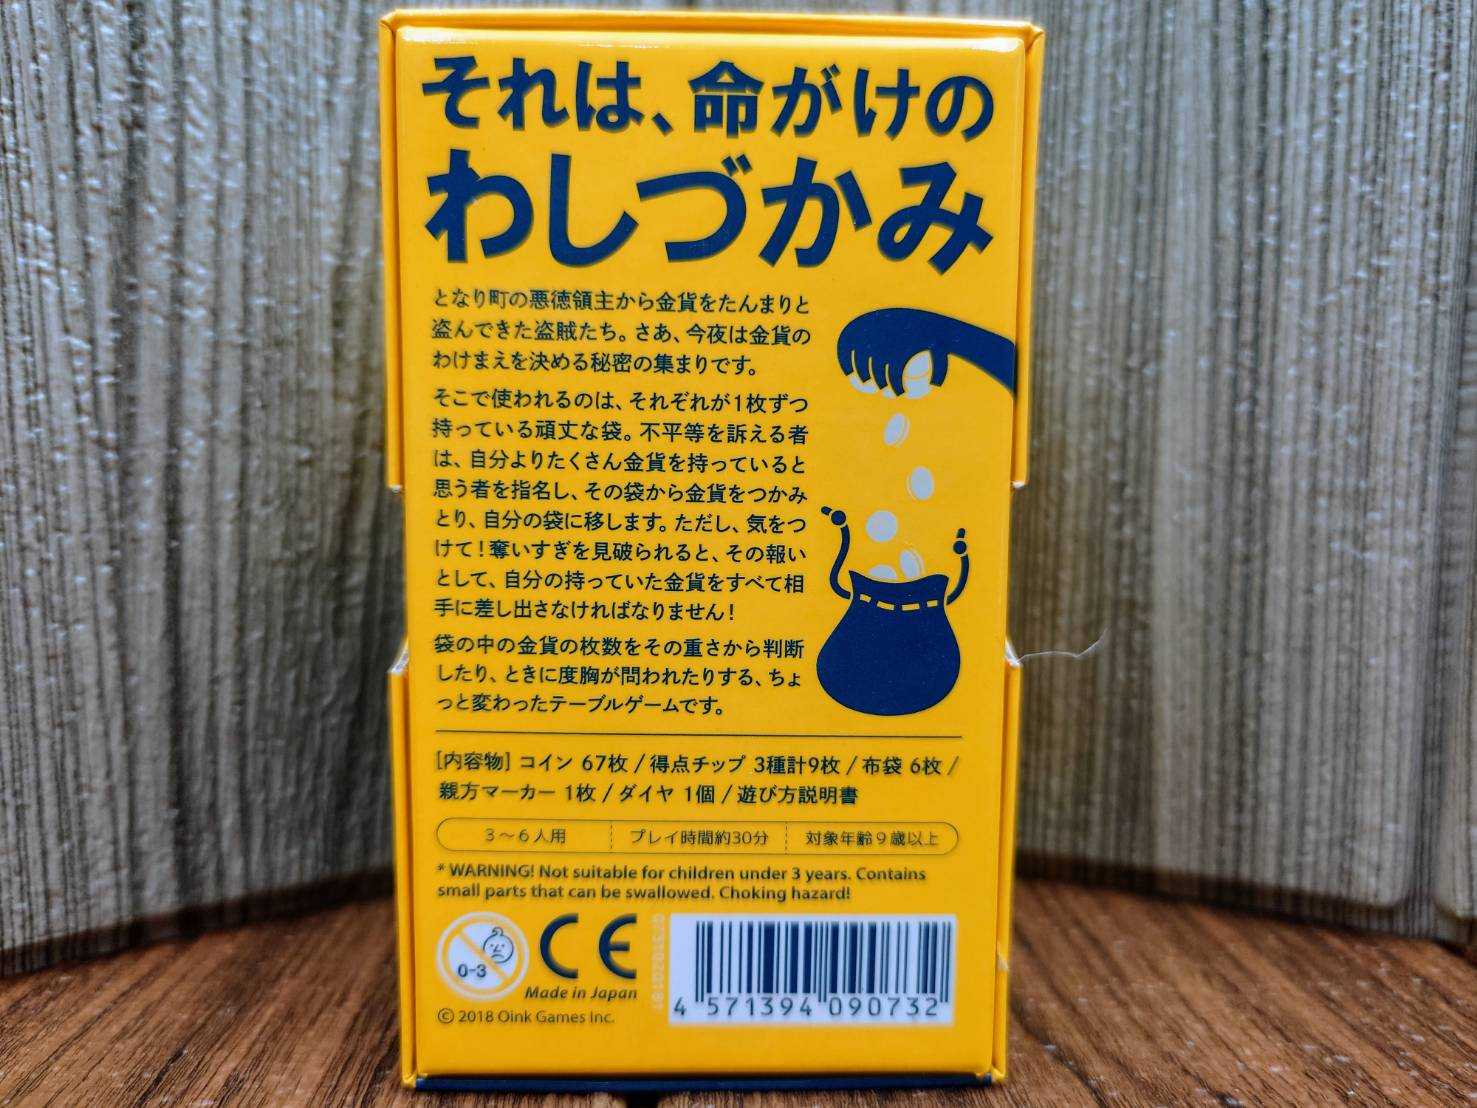 それは、命がけの
わしづかみ
となり町の悪徳領主から金貨をたんまりと
盗んできた盗賊たち。さあ、今夜は金貨の
わけまえを決める秘密の集まりです。
そこで使われるのは、それぞれが1枚ずつ
持っている頑丈な袋。不平等を訴える者
は、自分よりたくさん金貨を持っていると
思う者を指名し、その袋から金貨をつかみ
とり、自分の袋に移します。ただし、気をつ
けて！奪いすぎを見破られると、その報い
として、自分の持っていた金貨をすべて相
手に差し出さなければなりません！
袋の中の金貨の枚数をその重さから判断
したり、ときに度胸が問われたりする、ちょ
っと変わったテーブルゲームです。
[内容物] コイン 67枚 / 得点チップ 3種計9枚 / 布袋 6枚 /
親方マーカー 1枚 / ダイヤ 1個 / 遊び方説明書
3〜6人用 プレイ時間約30分 対象年齢9歳以上
* WARNING! Not suitable for children under 3 years. Contains
small parts that can be swallowed. Choking hazard!
0-3 CE
Made in Japan
© 2018 Oink Games Inc.
4 571394 090732